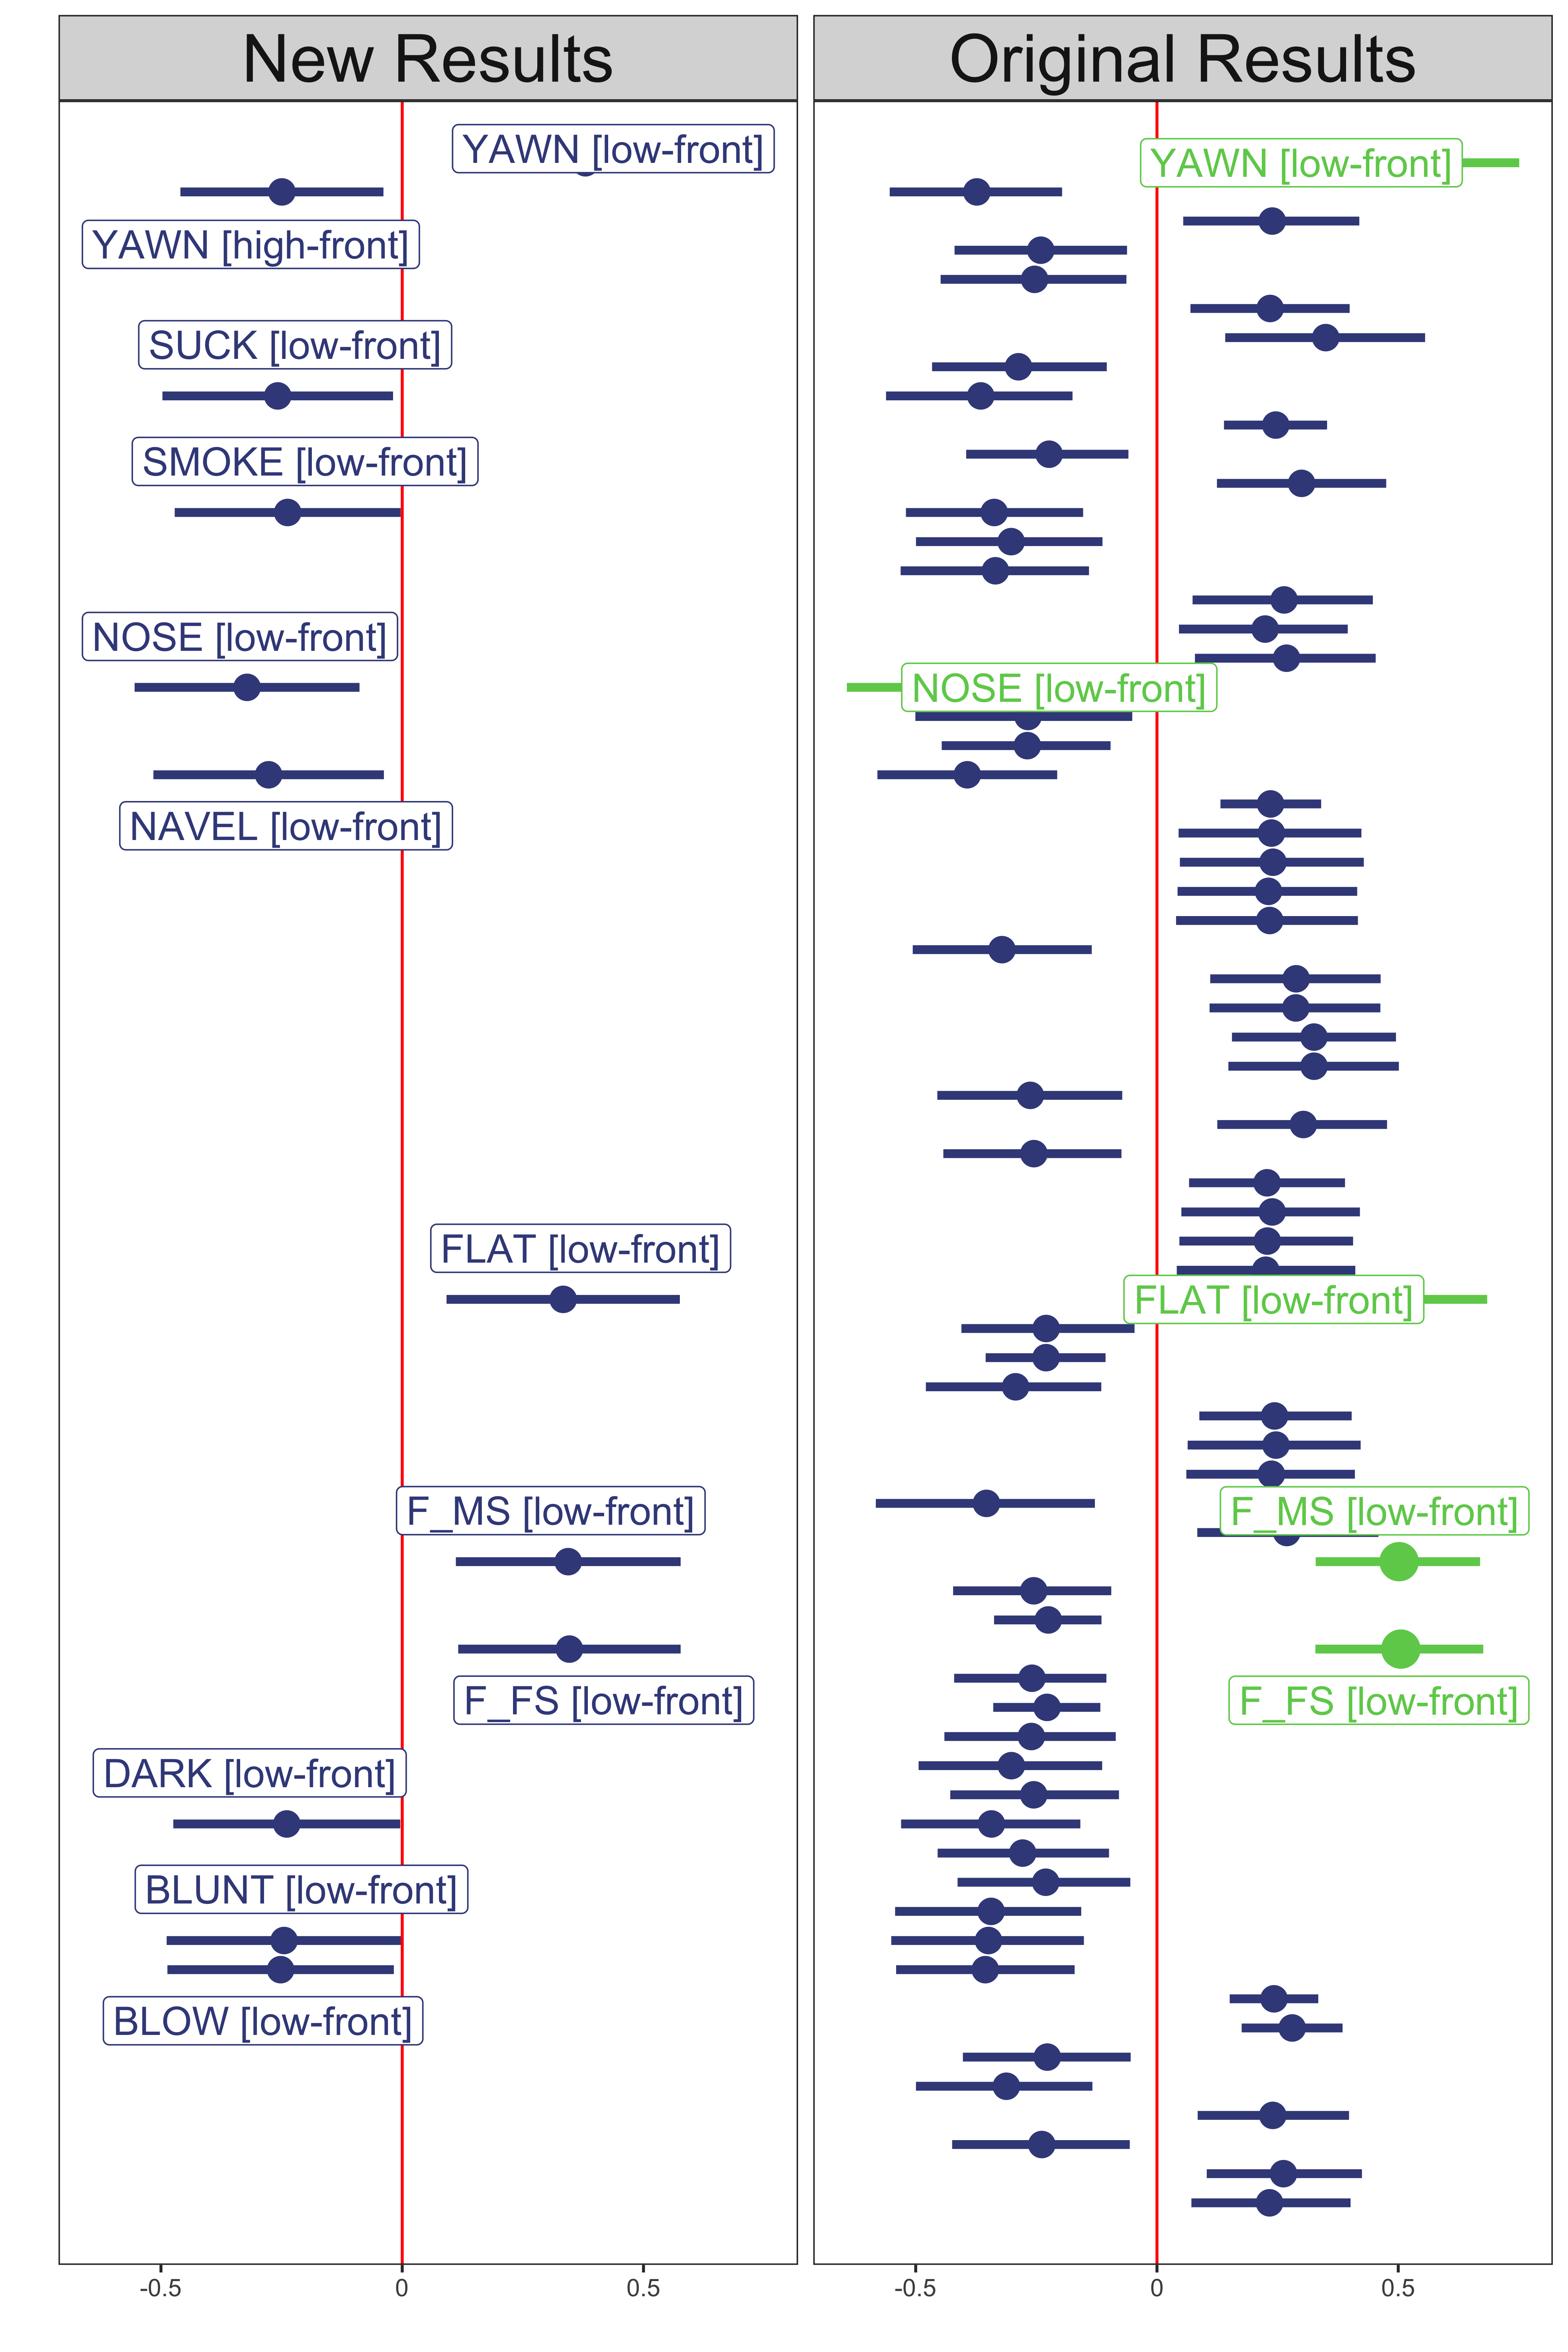 New Results
YAWN [low-front]
YAWN [high-front]
SUCK [low-front]
SMOKE [low-front]
NOSE [low-front]
NAVEL [low-front]
FLAT [low-front]
F_MS [low-front]
F_FS [low-front]
DARK [low-front]
BLUNT [low-front]
BLOW [low-front]
-0.5 0 0.5
Original Results
YAWN [low-front]
NOSE [low-front]
FLAT [low-front]
F_MS [low-front]
F_FS [low-front]
-0.5 0 0.5